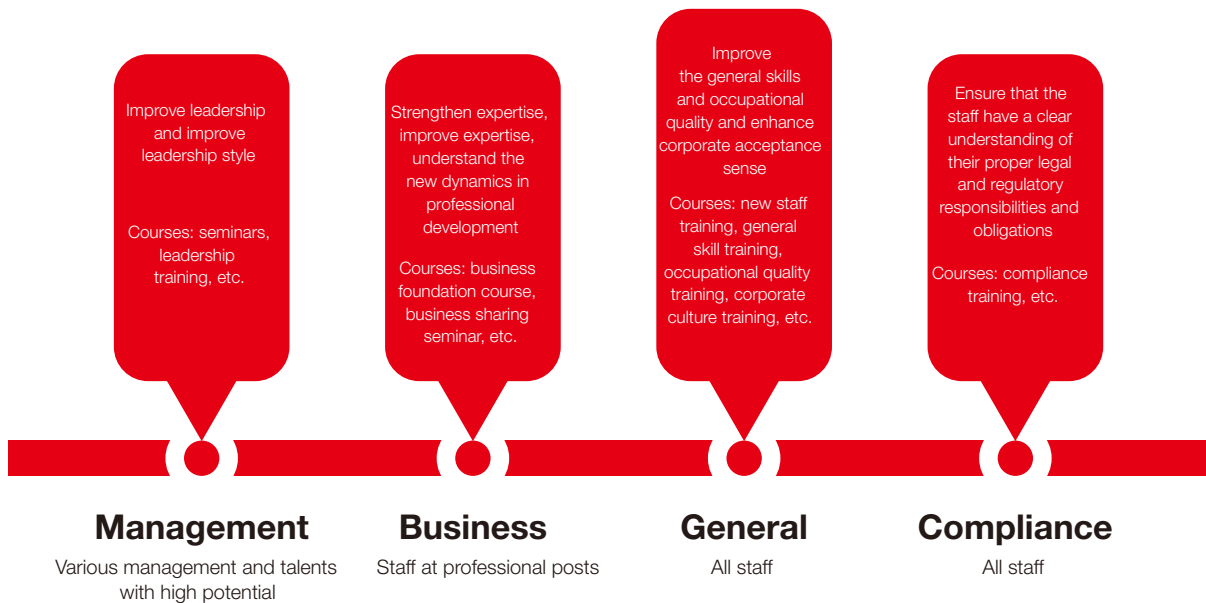 Improve leadership
and improve
leadership style
Courses: seminars,
leadership
training, etc.
Strengthen expertise,
improve expertise,
understand the
new dynamics in
professional
development
Courses: business
foundation course,
business sharing
seminar, etc.
Improve
the general skills
and occupational
quality and enhance
corporate acceptance
sense
Courses: new staff
training, general
skill training,
occupational quality
training, corporate
culture training, etc.
Ensure that the
staff have a clear
understanding of
their proper legal
and regulatory
responsibilities and
obligations
Courses: compliance
training, etc.
Management
Various management and talents
with high potential
Business
Staff at professional posts
General
All staff
Compliance
All staff